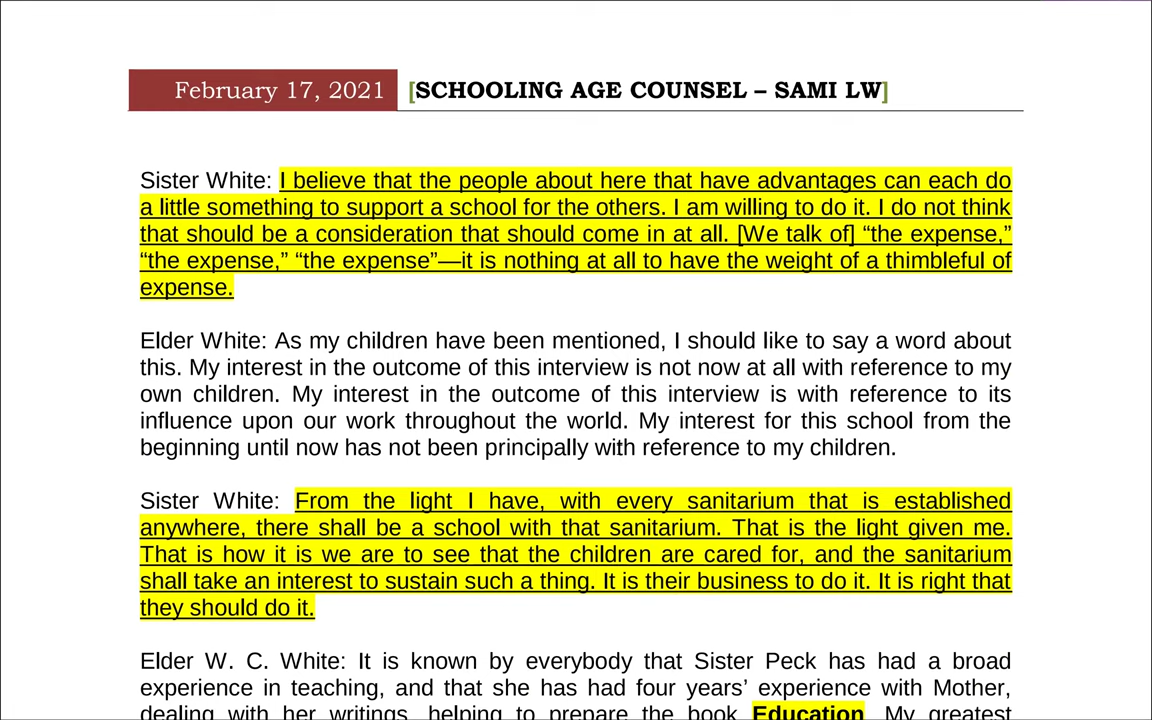 February 17, 2021 [SCHOOLING AGE COUNSEL – SAMI LW]
Sister White: I believe that the people about here that have advantages can each do
a little something to support a school for the others. I am willing to do it. I do not think
that should be a consideration that should come in at all. [We talk of] “the expense,”
“the expense,” “the expense”—it is nothing at all to have the weight of a thimbleful of
expense.
Elder White: As my children have been mentioned, I should like to say a word about
this. My interest in the outcome of this interview is not now at all with reference to my
own children. My interest in the outcome of this interview is with reference to its
influence upon our work throughout the world. My interest for this school from the
beginning until now has not been principally with reference to my children.
Sister White: From the light I have, with every sanitarium that is established
anywhere, there shall be a school with that sanitarium. That is the light given me.
That is how it is we are to see that the children are cared for, and the sanitarium
shall take an interest to sustain such a thing. It is their business to do it. It is right that
they should do it.
Elder W. C. White: It is known by everybody that Sister Peck has had a broad
experience in teaching, and that she has had four years’ experience with Mother,
dealing with her writings, helping to prepare the book Education. My greatest